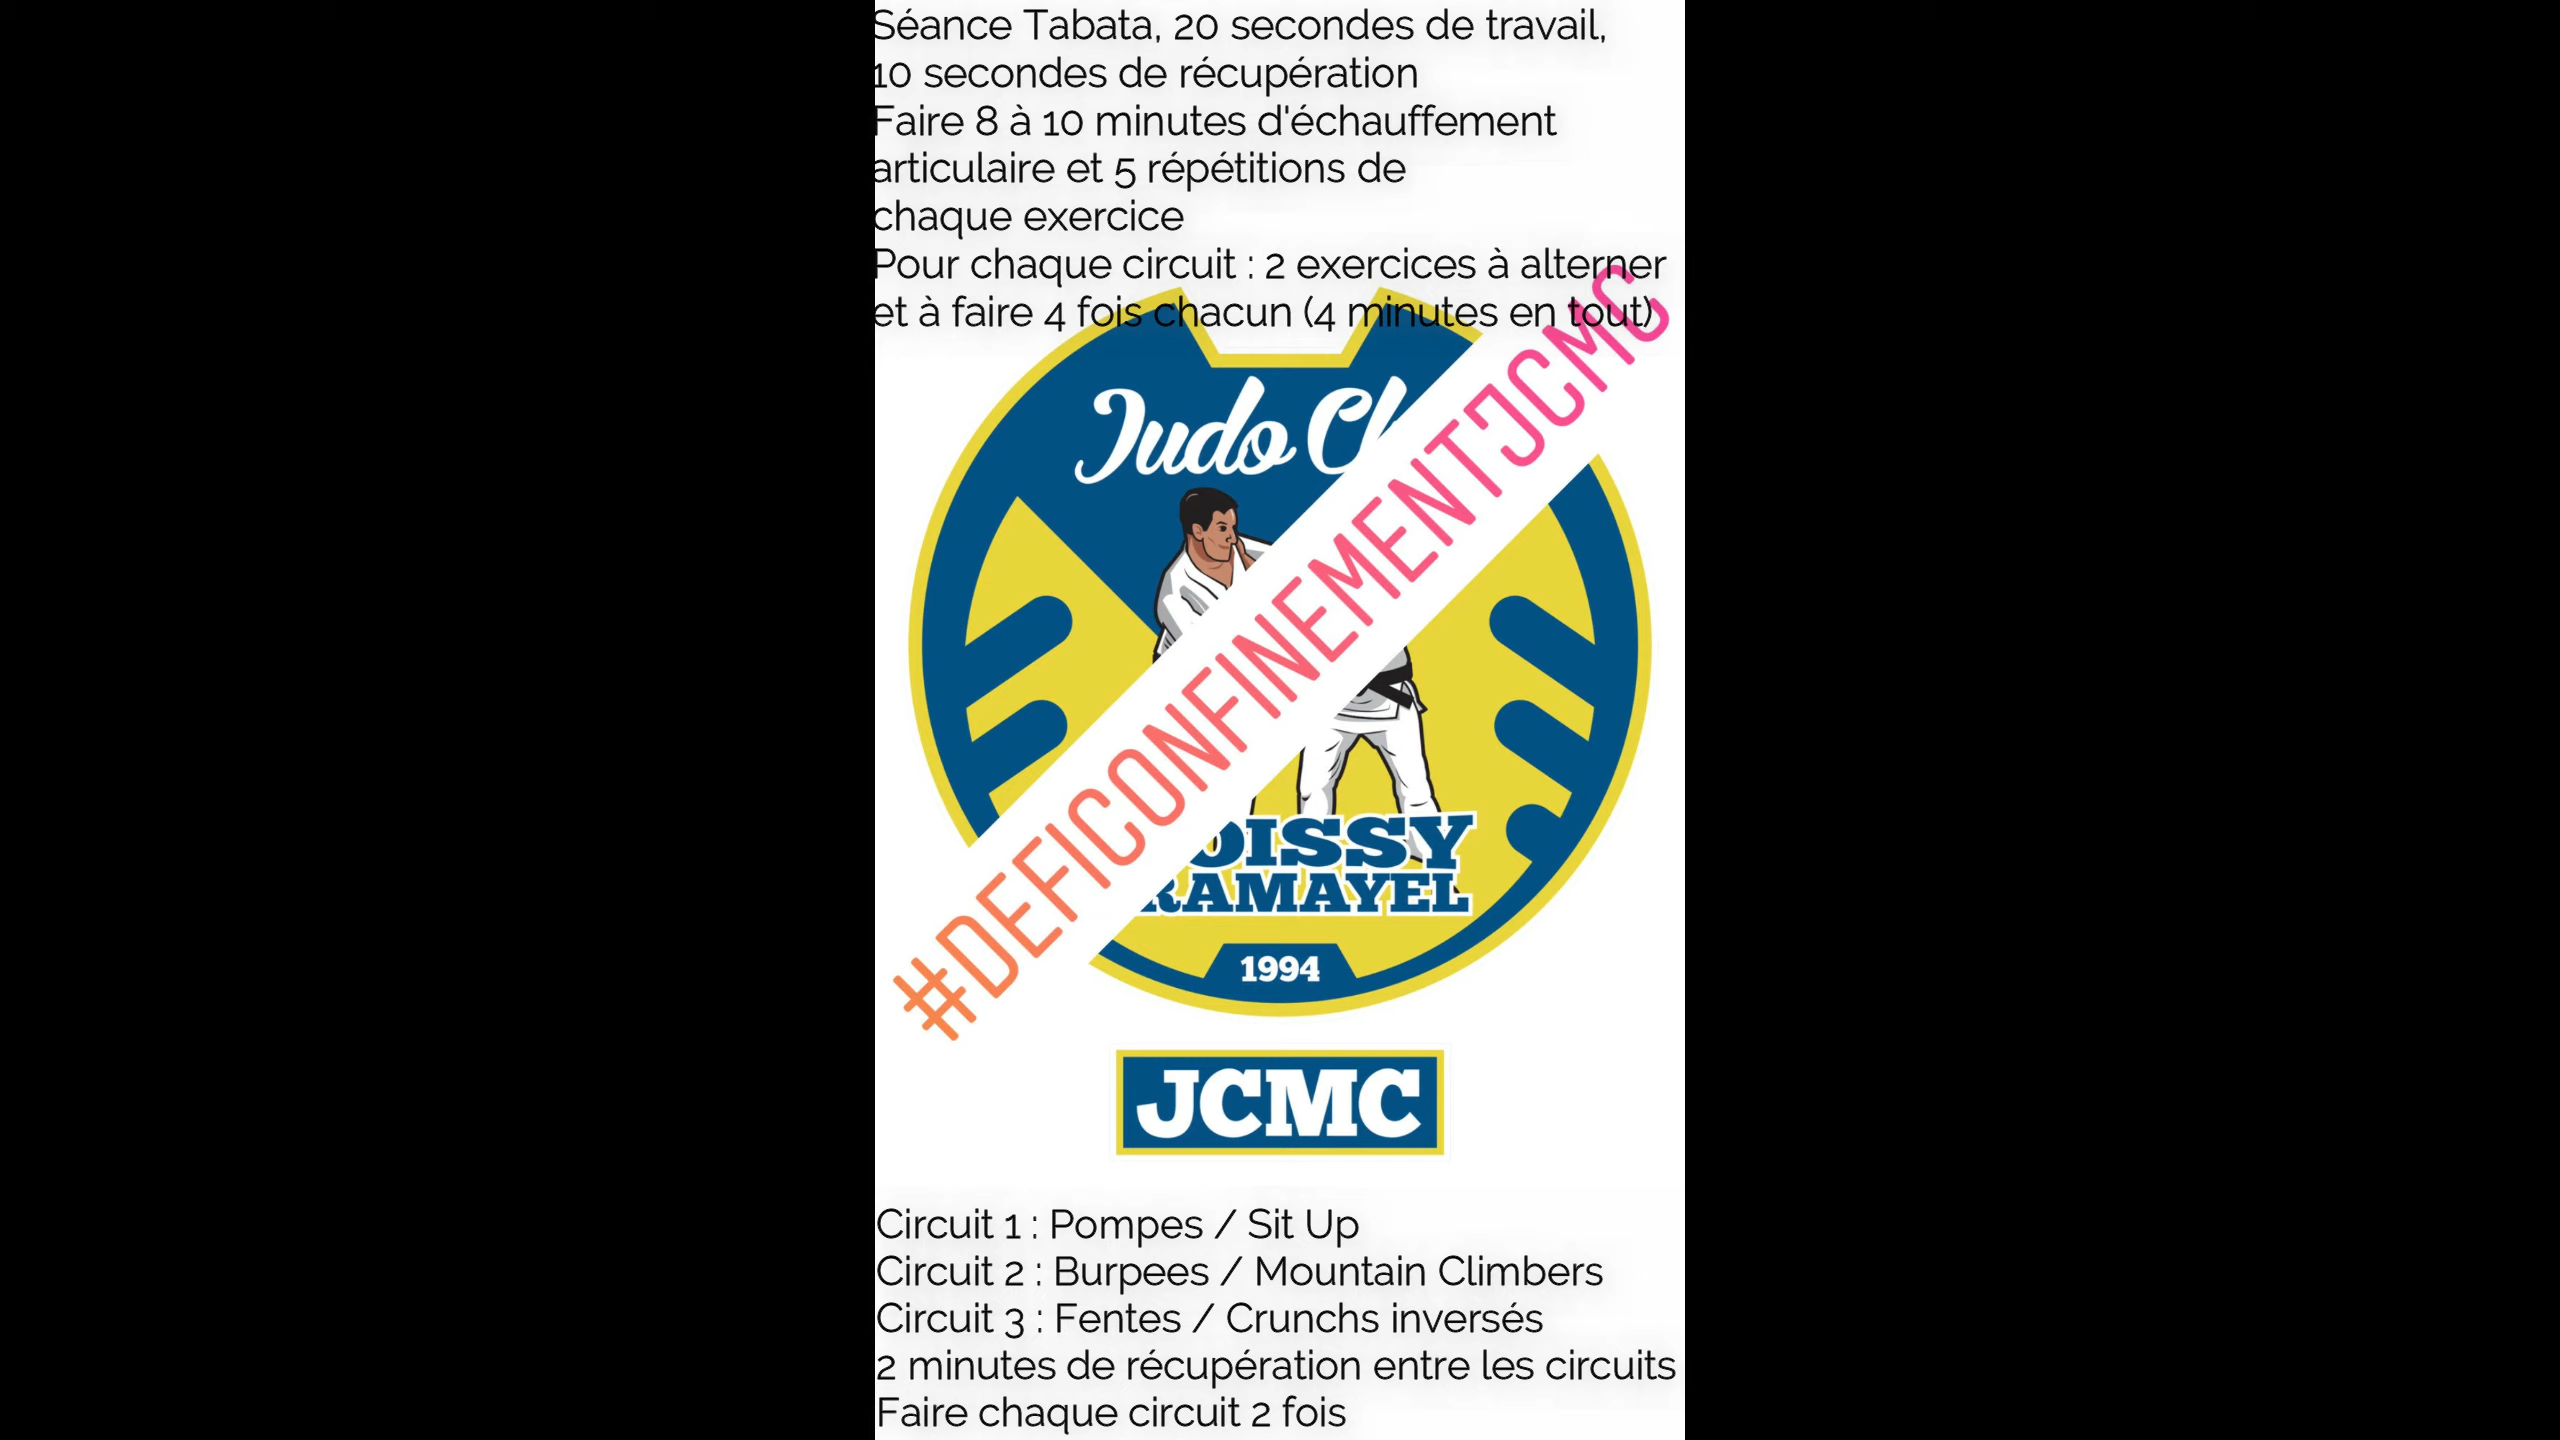 Séance Tabata, 20 secondes de travail,
10 secondes de récupération
Faire 8 à 10 minutes d'échauffement
articulaire et 5 répétitions de
chaque exercice
Pour chaque circuit : 2 exercices à alterner
et à faire 4 fois chacun (4 minutes en tout)
Judo
#DEFICONFINEMENTJCMC
1994
JCMC
Circuit 1 : Pompes / Sit Up
Circuit 2 : Burpees / Mountain Climbers
Circuit 3 : Fentes / Crunchs inversés
2 minutes de récupération entre les circuits
Faire chaque circuit 2 fois